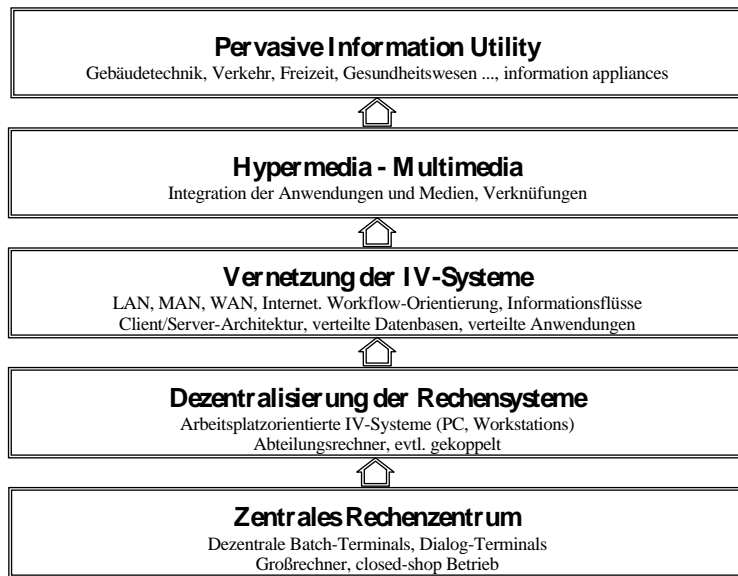 Pervasive Information Utility
Gebäudetechnik, Verkehr, Freizeit, Gesundheitswesen ..., information appliances
Hypermedia - Multimedia
Integration der Anwendungen und Medien, Verknüfungen
Vernetzung der IV-Systeme
LAN, MAN, WAN, Internet. Workflow-Orientierung, Informationsflüsse
Client/Server-Architektur, verteilte Datenbasen, verteilte Anwendungen
Dezentralisierung der Rechensysteme
Arbeitsplatzorientierte IV-Systeme (PC, Workstations)
Abteilungsrechner, evtl. gekoppelt
Zentrales Rechenzentrum
Dezentrale Batch-Terminals, Dialog-Terminals
Großrechner, closed-shop Betrieb